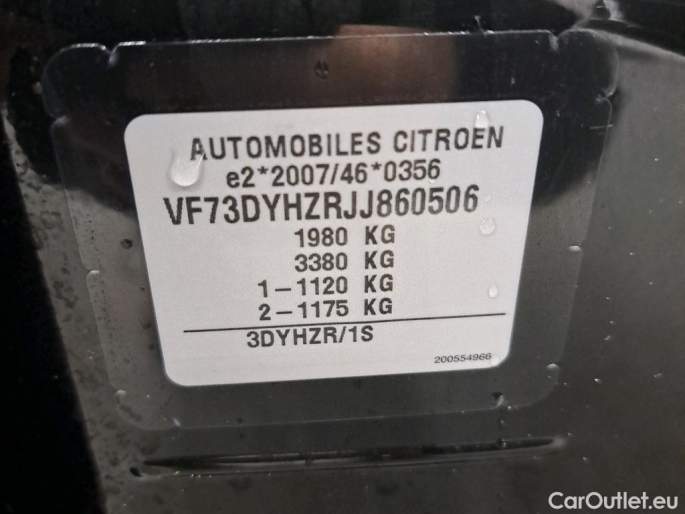 AUTOMOBILES CITROEN
e2*2007/46*0356
VF73DYHZRJJ860506
1980 KG
3380 KG
1-1120 KG
2-1175 KG
3DYHZR/1S
200554966
CarOutlet.eu